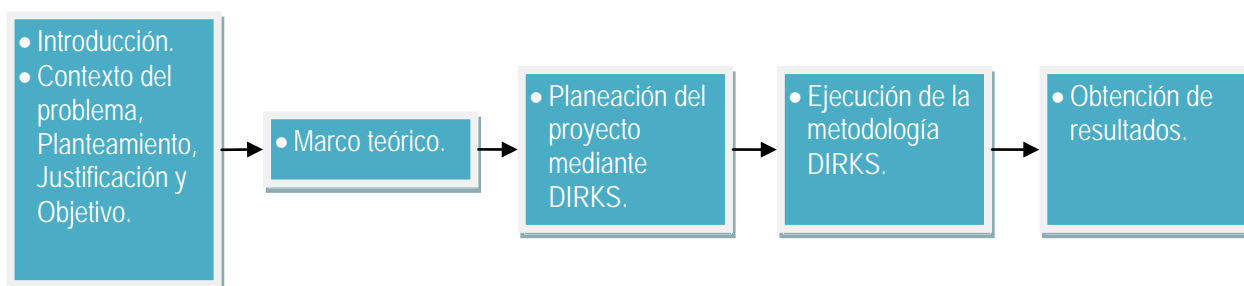 • Introducción.
• Contexto del
problema,
Planteamiento,
Justificación y
Objetivo.
• Marco teórico.
• Planeación del
proyecto
mediante
DIRKS.
• Ejecución de la
metodología
DIRKS.
• Obtención de
resultados.